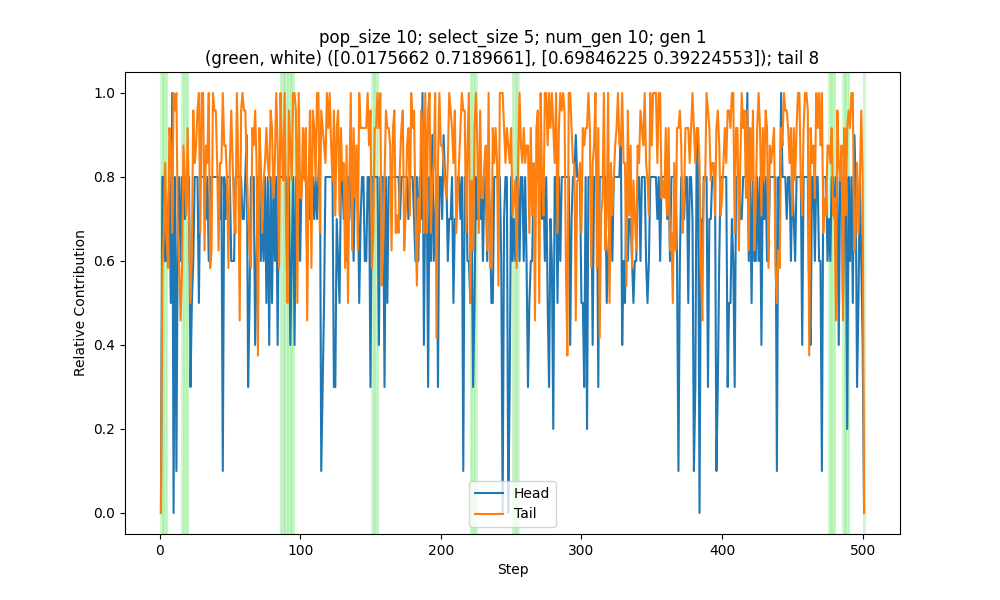 pop_size 10; select_size 5; num_gen 10; gen 1
(green, white) ([0.0175662 0.7189661], [0.69846225 0.39224553]); tail 8
1.0
0.8
0.6
0.4
0.2
0.0
Relative Contribution
Head
Tail
0 100 200 300 400 500
Step